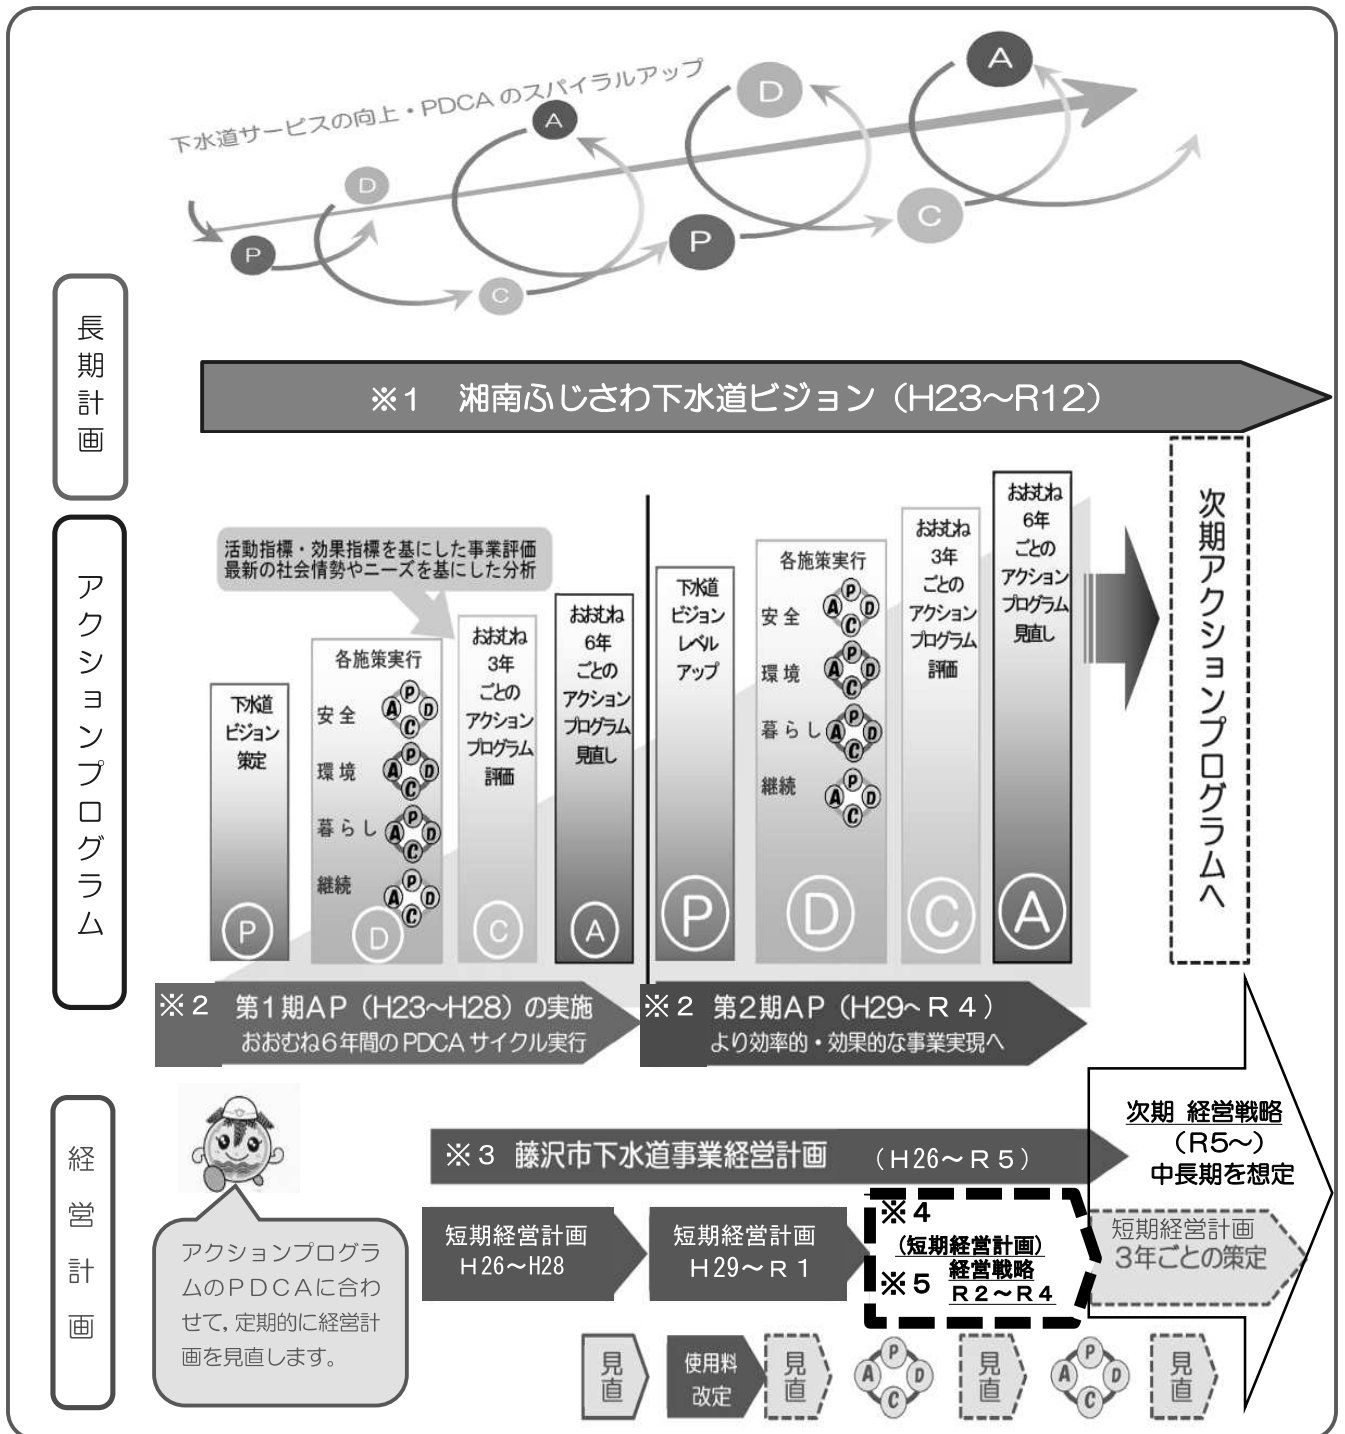 下水道サービスの向上・PDCAのスパイラルアップ
P
D
C
A
P
D
C
A
長期計画
※1 湘南ふじさわ下水道ビジョン（H23～R12）
アクションプログラム
活動指標・効果指標を基にした事業評価
最新の社会情勢やニーズを基にした分析
下水道
ビジョン
策定
P
各施策実行
安全
P
A
D
C
環境
P
A
D
C
暮らし
P
A
D
C
継続
P
A
D
C
D
おおむね
3年
ごとの
アクション
プログラム
評価
C
おおむね
6年
ごとの
アクション
プログラム
見直し
A
下水道
ビジョン
レベル
アップ
P
各施策実行
安全
P
A
D
C
環境
P
A
D
C
暮らし
P
A
D
C
継続
P
A
D
C
D
おおむね
3年
ごとの
アクション
プログラム
評価
C
おおむね
6年
ごとの
アクション
プログラム
見直し
A
次期アクションプログラムへ
※2 第1期AP（H23～H28）の実施
おおむね6年間のPDCAサイクル実行
※2 第2期AP（H29～R4）
より効率的・効果的な事業実現へ
経営計画
アクションプログラ
ムのPDCAに合わ
せて，定期的に経営計
画を見直します。
※3 藤沢市下水道事業経営計画 （H26～R5）
次期 経営戦略
（R5～）
中長期を想定
短期経営計画
H26～H28
短期経営計画
H29～R1
※4
（短期経営計画）
※5 経営戦略
R2～R4
短期経営計画
3年ごとの策定
見直
使用料
改定
見直
P
A
D
C
見直
P
A
D
C
見直